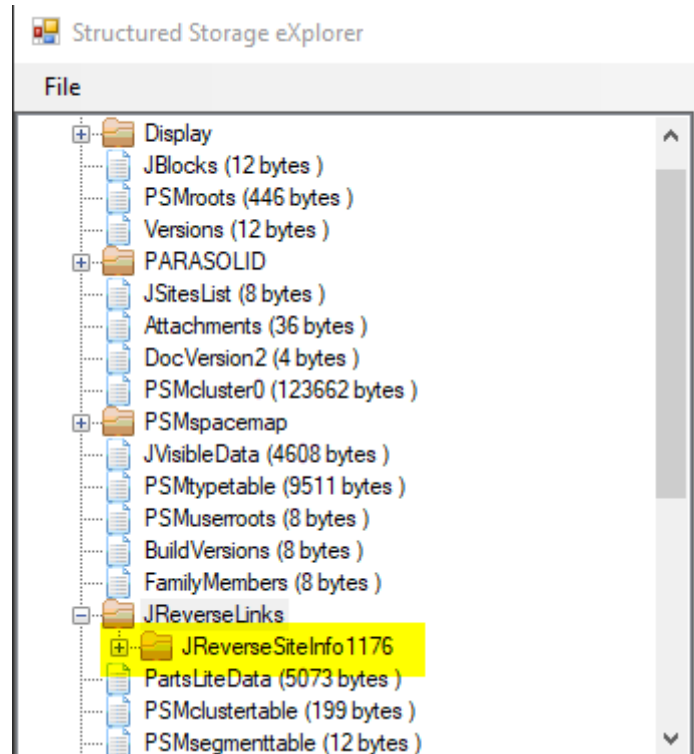 Structured Storage eXplorer
File
Display
JBlocks (12 bytes )
PSMroots (446 bytes )
Versions (12 bytes )
PARASOLID
JSitesList (8 bytes )
Attachments (36 bytes )
DocVersion2 (4 bytes )
PSMcluster0 (123662 bytes )
PSMspacemap
JVisibleData (4608 bytes )
PSMtypetable (9511 bytes )
PSMuserroots (8 bytes )
BuildVersions (8 bytes )
FamilyMembers (8 bytes )
JReverseLinks
JReverseSiteInfo1176
PartsLiteData (5073 bytes )
PSMclustertable (199 bytes )
PSMsegmenttable (12 bytes )